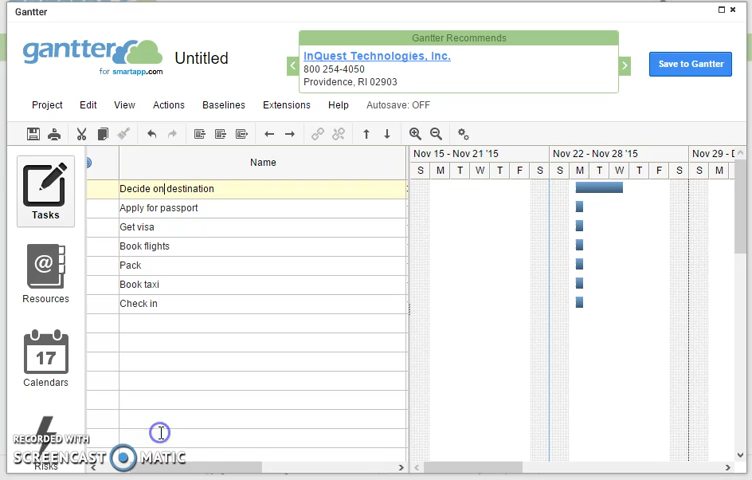 Gantter
gantter
for smartapp.com
Untitled
Gantter Recommends
InQuest Technologies, Inc.
800 254-4050
Providence, RI 02903
Save to Gantter
Project Edit View Actions Baselines Extensions Help Autosave: OFF
Name
Nov 15 - Nov 21 '15 Nov 22 - Nov 28 '15 Nov 29 - D
S M T W T F S S M T W T F S S M
Decide on destination
Apply for passport
Get visa
Book flights
Pack
Book taxi
Check in
Tasks
@
Resources
17
Calendars
Risks
RECORDED WITH
SCREENCAST MATIC